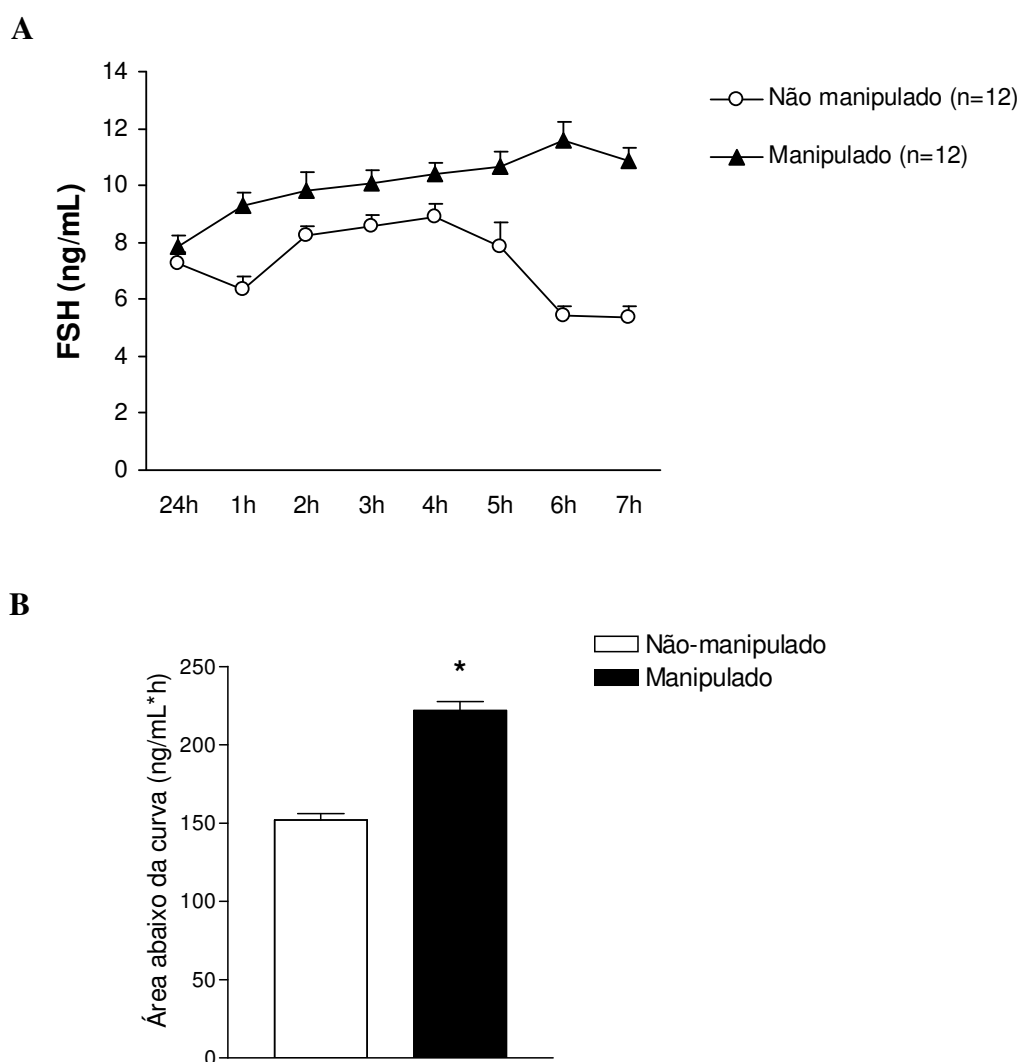 A
14
12
10
8
6
4
2
0
FSH (ng/mL)
24h 1h 2h 3h 4h 5h 6h 7h
Não manipulado (n=12)
Manipulado (n=12)
B
250
200
150
100
50
0
Área abaixo da curva (ng/mL*h)
*
Não-manipulado
Manipulado